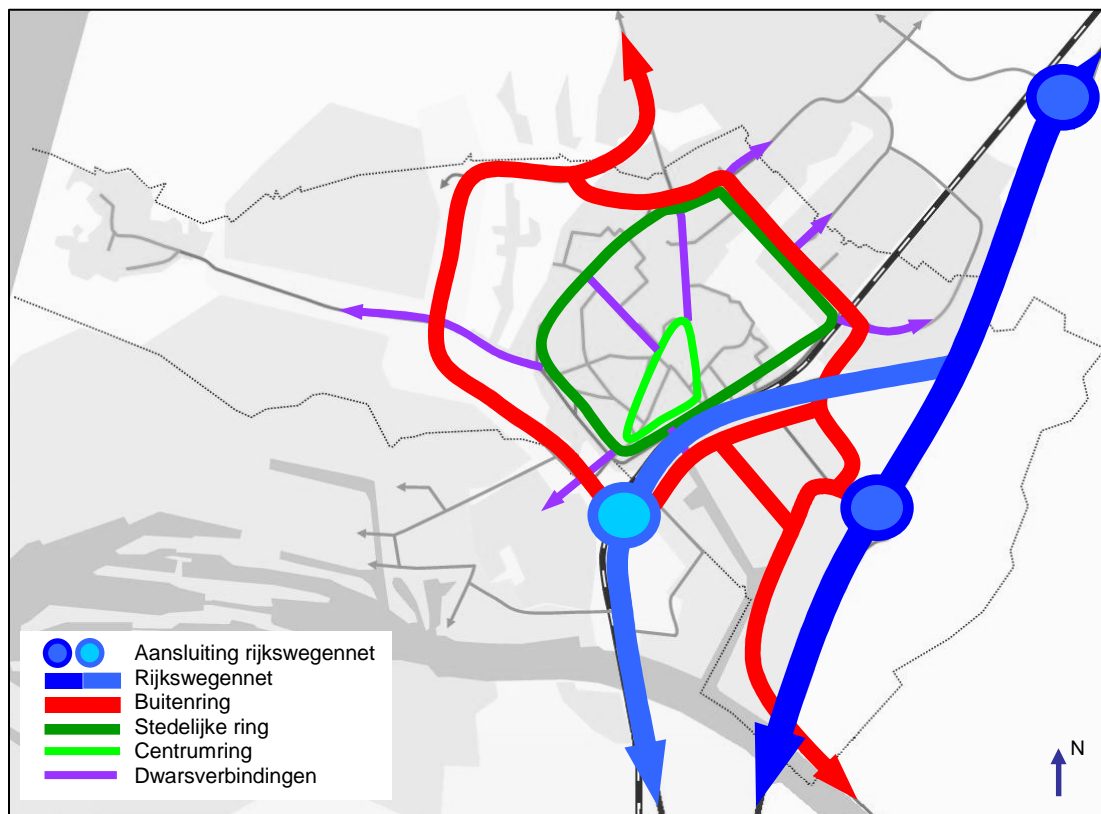 Aansluiting rijkswegennet
Rijkswegennet
Buitenring
Stedelijke ring
Centrumring
Dwarsverbindingen
N